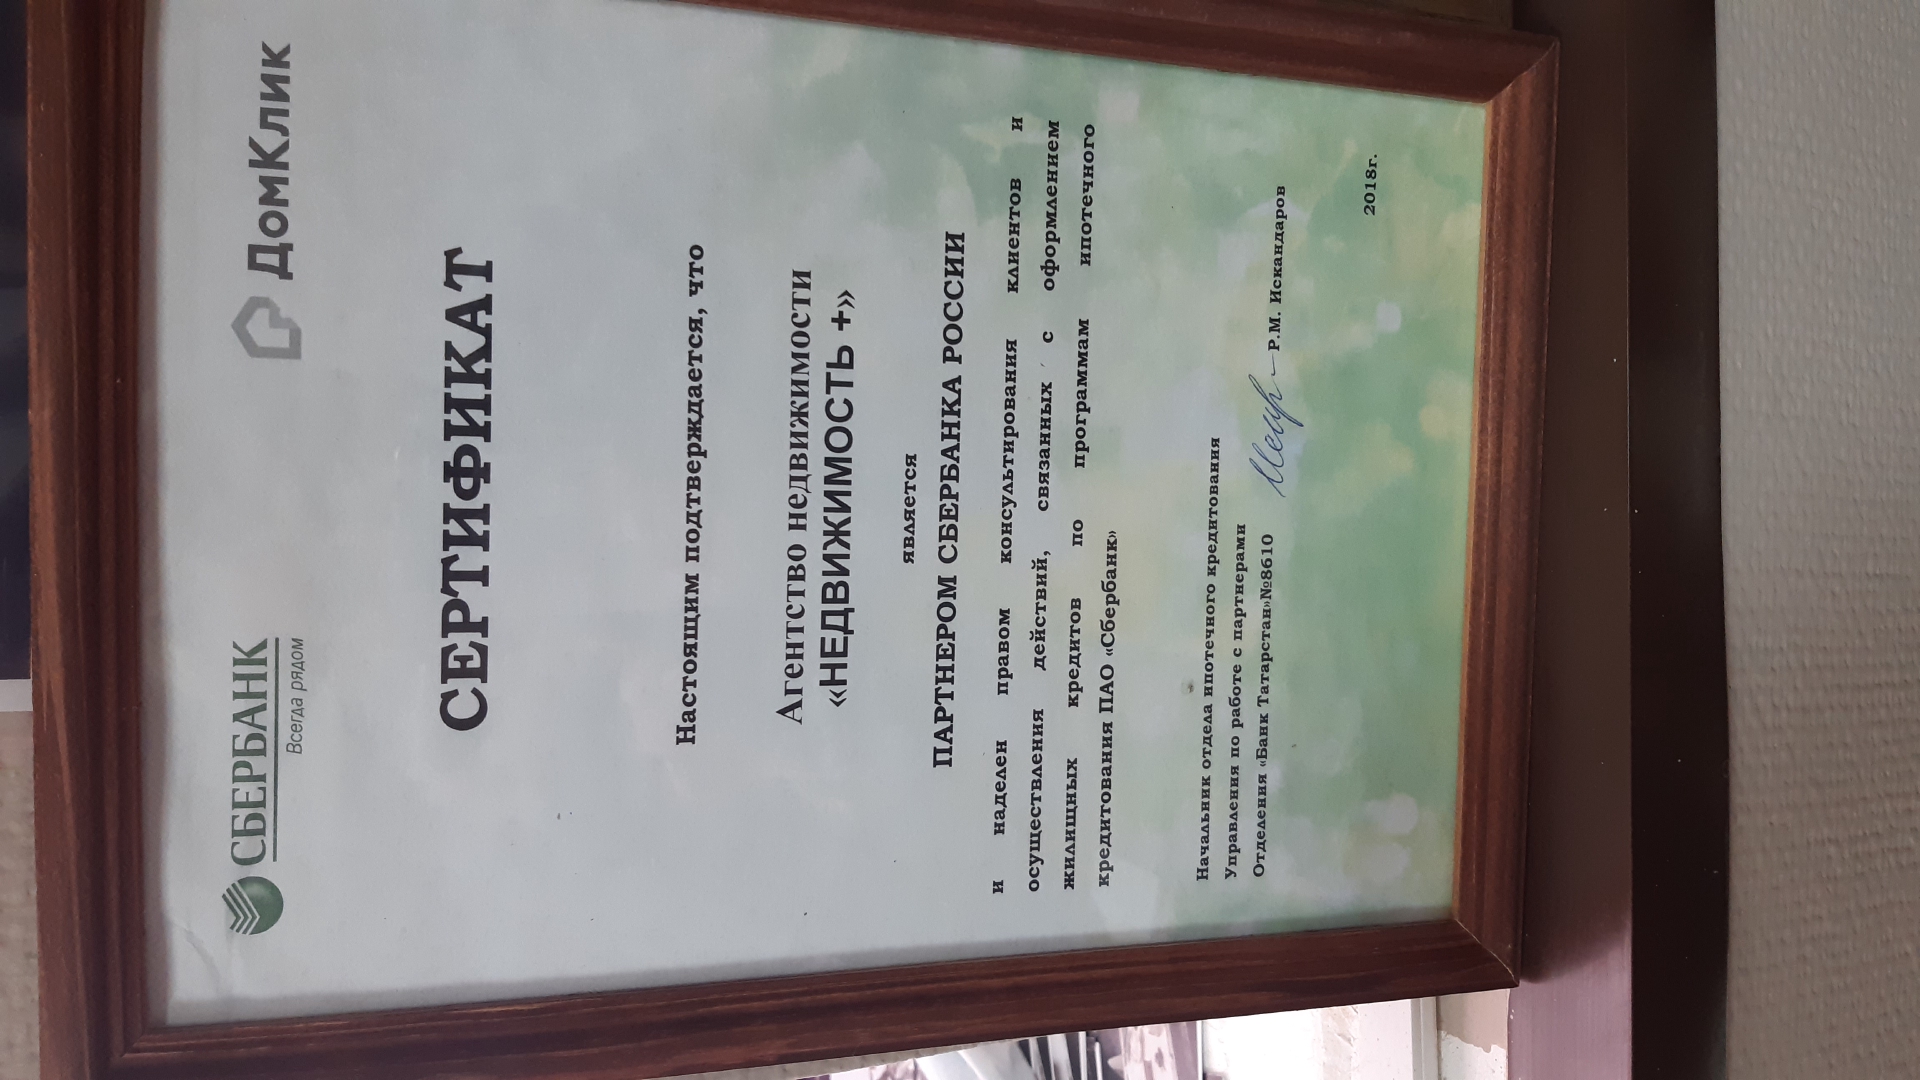 СБЕРБАНК
Всегда рядом
ДомКлик
СЕРТИФИКАТ
Настоящим подтверждается, что
Агентство недвижимости
«НЕДВИЖИМОСТЬ +»
является
ПАРТНЕРОМ СБЕРБАНКА РОССИИ
и наделен правом консультирования клиентов и
осуществления действий, связанных с оформлением
жилищных кредитов по программам ипотечного
кредитования ПАО «Сбербанк»
Начальник отдела ипотечного кредитования
Управления по работе с партнерами
Отделения «Банк Татарстан»№8610
Р.М. Искандаров
2018г.